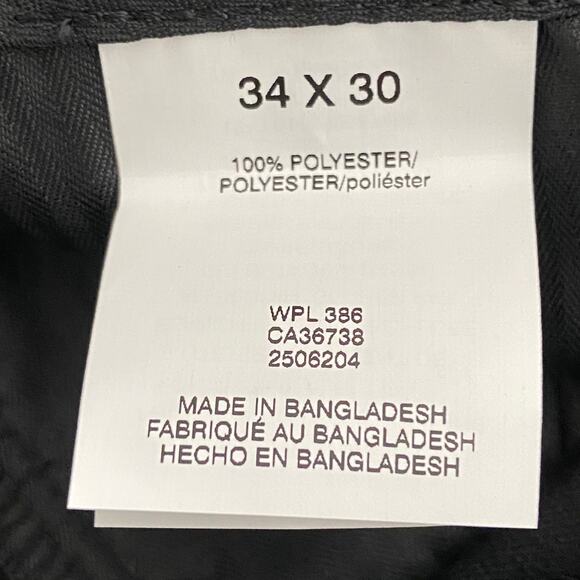 34 X 30
100% POLYESTER/
POLYESTER/poliéster
WPL 386
CA36738
2506204
MADE IN BANGLADESH
FABRIQUÉ AU BANGLADESH
HECHO EN BANGLADESH